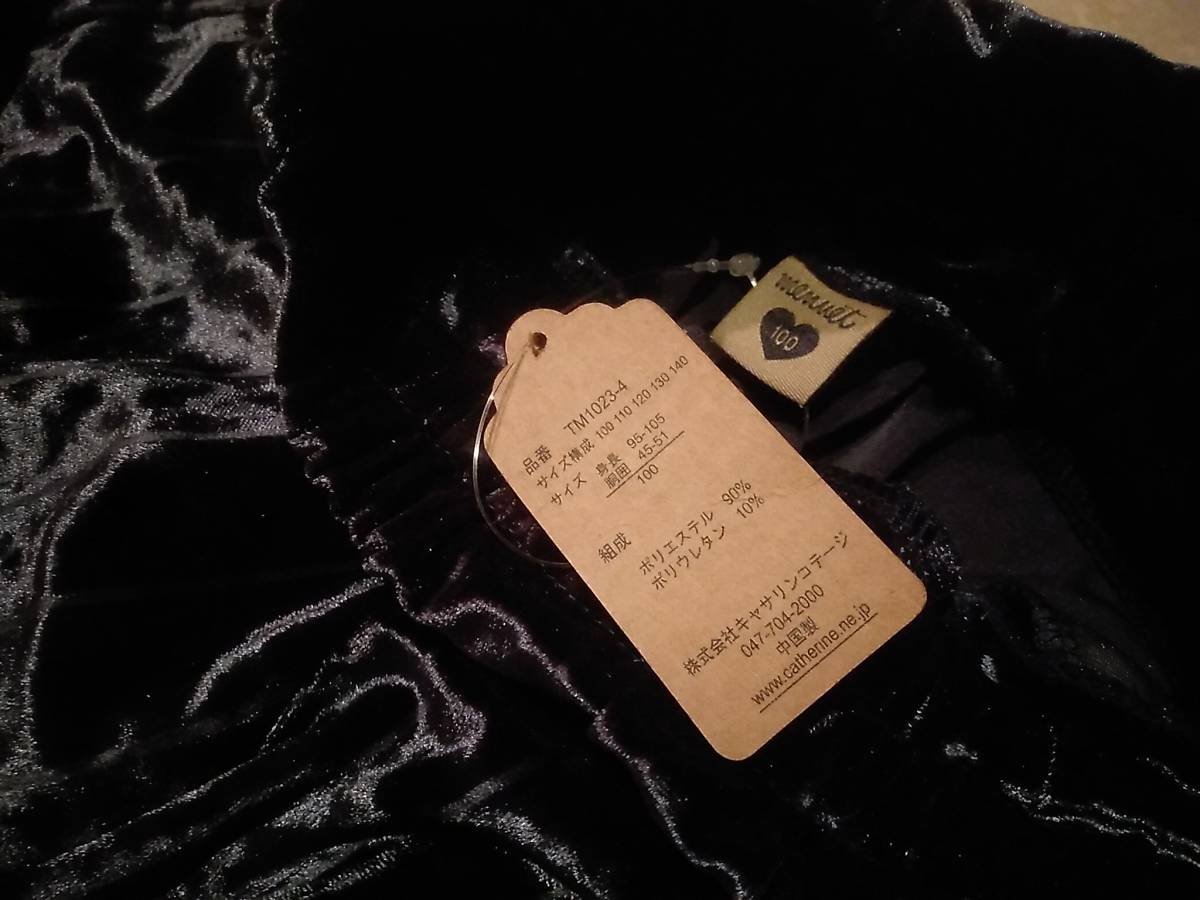 menuet
100
品番 TM1023-4
サイズ構成 100 110 120 130 140
サイズ 身長 95-105
胴囲 45-51
100
組成
ポリエステル 90%
ポリウレタン 10%
株式会社キャサリンコテージ
047-704-2000
中国製
www.catherine.ne.jp